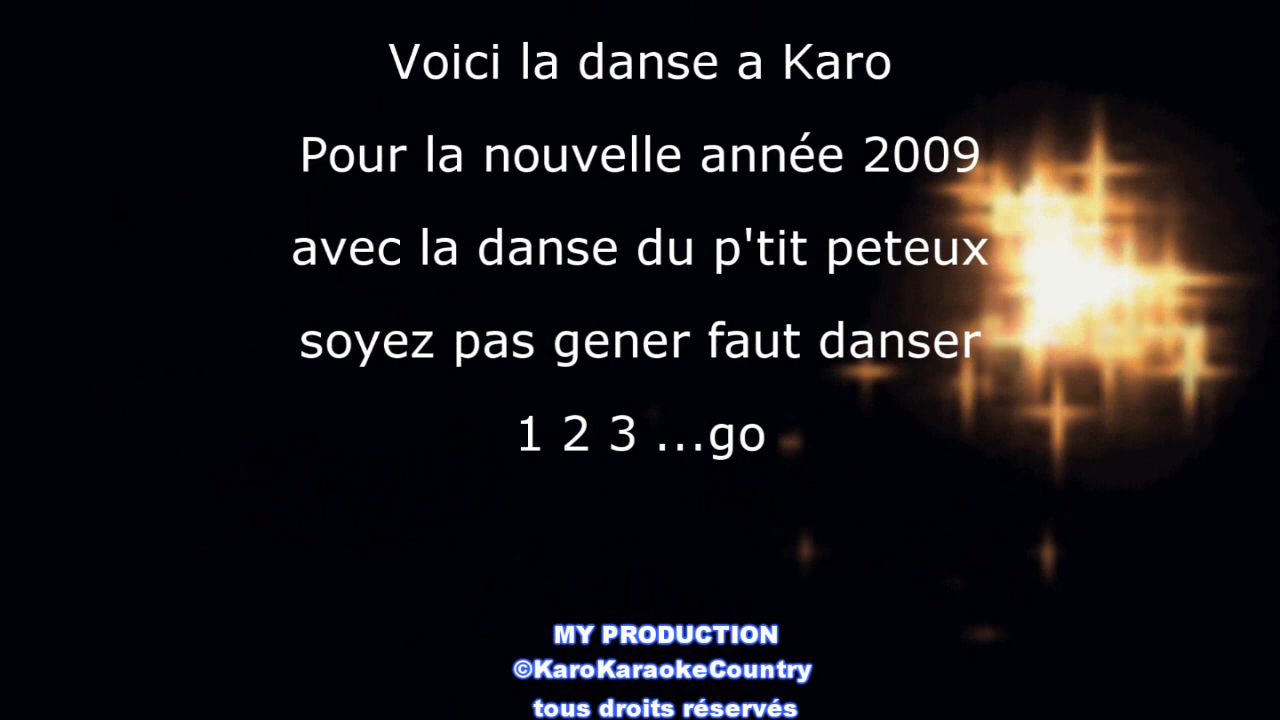 Voici la danse a Karo
Pour la nouvelle année 2009
avec la danse du p'tit peteux
soyez pas gener faut danser
1 2 3 ...go
MY PRODUCTION
©KaroKaraokeCountry
tous droits réservés